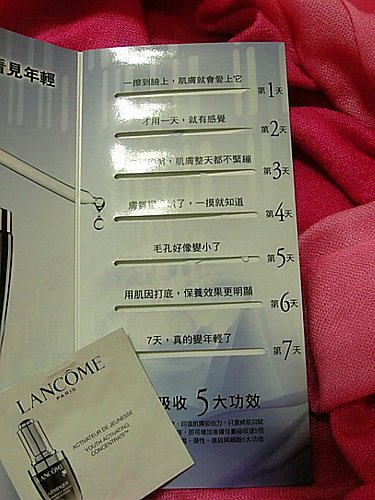 看見年輕
一擦到臉上，肌膚就會愛上它
第1天
才用一天，就有感覺
第2天
，肌膚整天都不緊繃
第3天
了，一摸就知道
第4天
毛孔好像變小了
第5天
用肌因打底，保養效果更明顯
第6天
7天，真的變年輕了
第7天
吸收 5大功效
LANCÔME
PARIS
ACTIVATEUR DE JEUNESSE
YOUTH ACTIVATING
CONCENTRATE
LANCÔME
GÉNIFIQUE